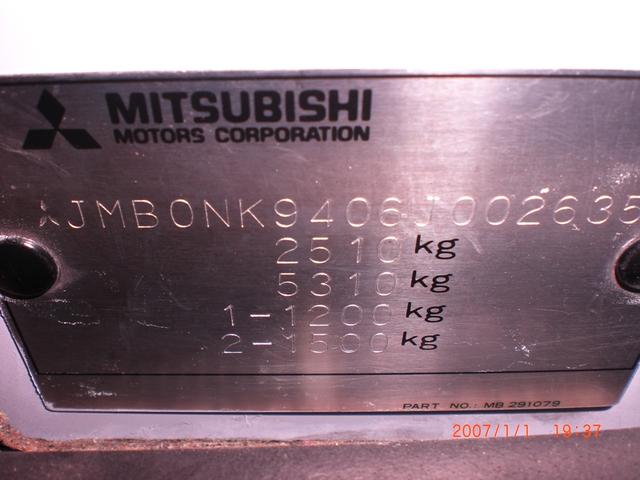 MITSUBISHI
MOTORS CORPORATION
JMB0NK9406J002635
2510 kg
5310 kg
1-1200 kg
2-1500 kg
PART NO.: MB 291079
2007/1/1 19:37